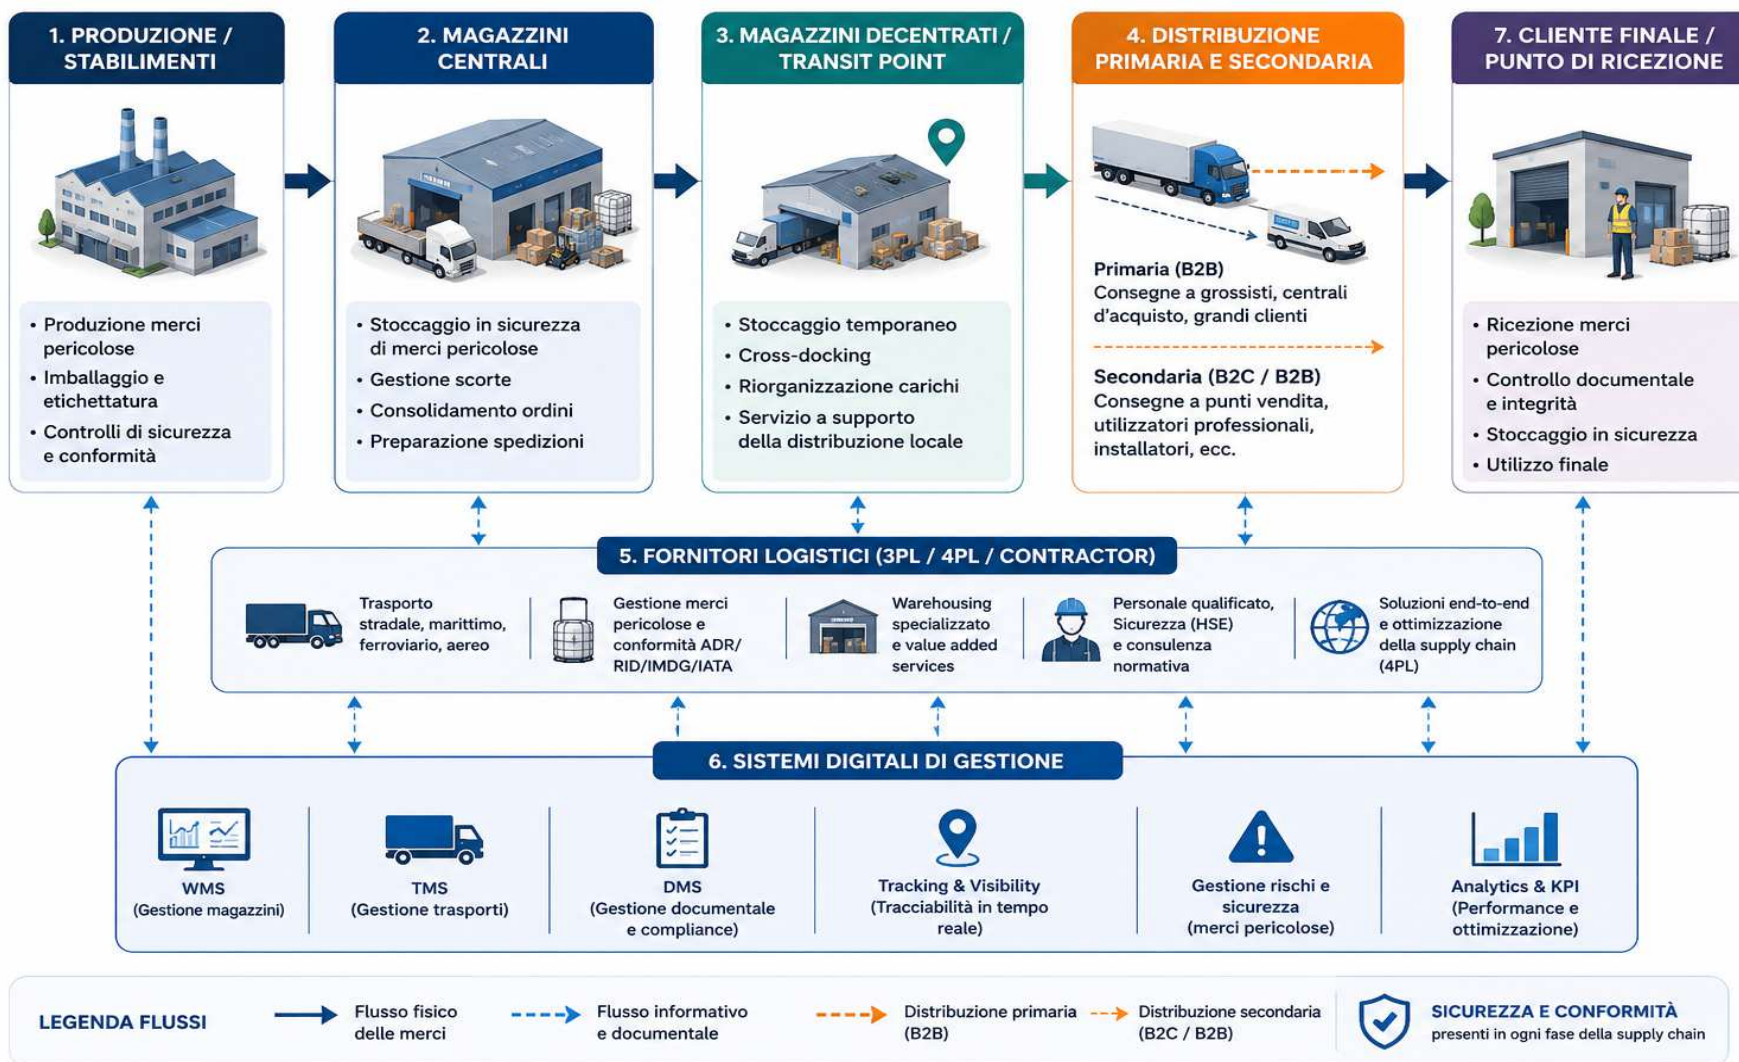 1. PRODUZIONE /
STABILIMENTI
2. MAGAZZINI
CENTRALI
3. MAGAZZINI DECENTRATI /
TRANSIT POINT
4. DISTRIBUZIONE
PRIMARIA E SECONDARIA
7. CLIENTE FINALE /
PUNTO DI RICEZIONE
• Produzione merci
pericolose
• Imballaggio e
etichettatura
• Controlli di sicurezza
e conformità
• Stoccaggio in sicurezza
di merci pericolose
• Gestione scorte
• Consolidamento ordini
• Preparazione spedizioni
• Stoccaggio temporaneo
• Cross-docking
• Riorganizzazione carichi
• Servizio a supporto
della distribuzione locale
Primaria (B2B)
Consegne a grossisti, centrali
d'acquisto, grandi clienti
Secondaria (B2C / B2B)
Consegne a punti vendita,
utilizzatori professionali,
installatori, ecc.
• Ricezione merci
pericolose
• Controllo documentale
e integrità
• Stoccaggio in sicurezza
• Utilizzo finale
5. FORNITORI LOGISTICI (3PL / 4PL / CONTRACTOR)
Trasporto
stradale, marittimo,
ferroviario, aereo
Gestione merci
pericolose e
conformità ADR/
RID/IMDG/IATA
Warehousing
specializzato
e value added
services
Personale qualificato,
Sicurezza (HSE)
e consulenza
normativa
Soluzioni end-to-end
e ottimizzazione
della supply chain
(4PL)
6. SISTEMI DIGITALI DI GESTIONE
WMS
(Gestione magazzini)
TMS
(Gestione trasporti)
DMS
(Gestione documentale
e compliance)
Tracking & Visibility
(Tracciabilità in tempo
reale)
Gestione rischi e
sicurezza
(merci pericolose)
Analytics & KPI
(Performance e
ottimizzazione)
LEGENDA FLUSSI
Flusso fisico
delle merci
Flusso informativo
e documentale
Distribuzione primaria
(B2B)
Distribuzione secondaria
(B2C / B2B)
SICUREZZA E CONFORMITÀ
presenti in ogni fase della supply chain